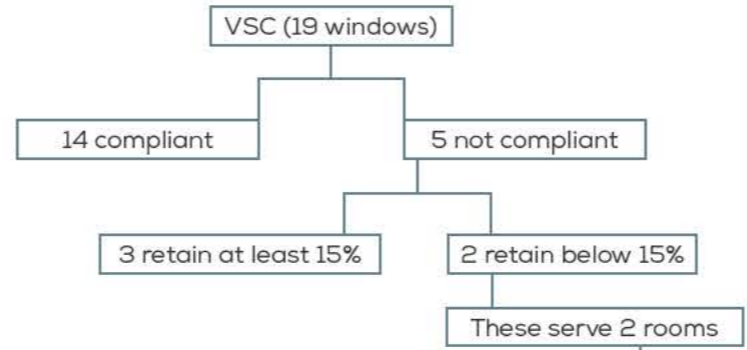 VSC (19 windows)
14 compliant
5 not compliant
3 retain at least 15%
2 retain below 15%
These serve 2 rooms